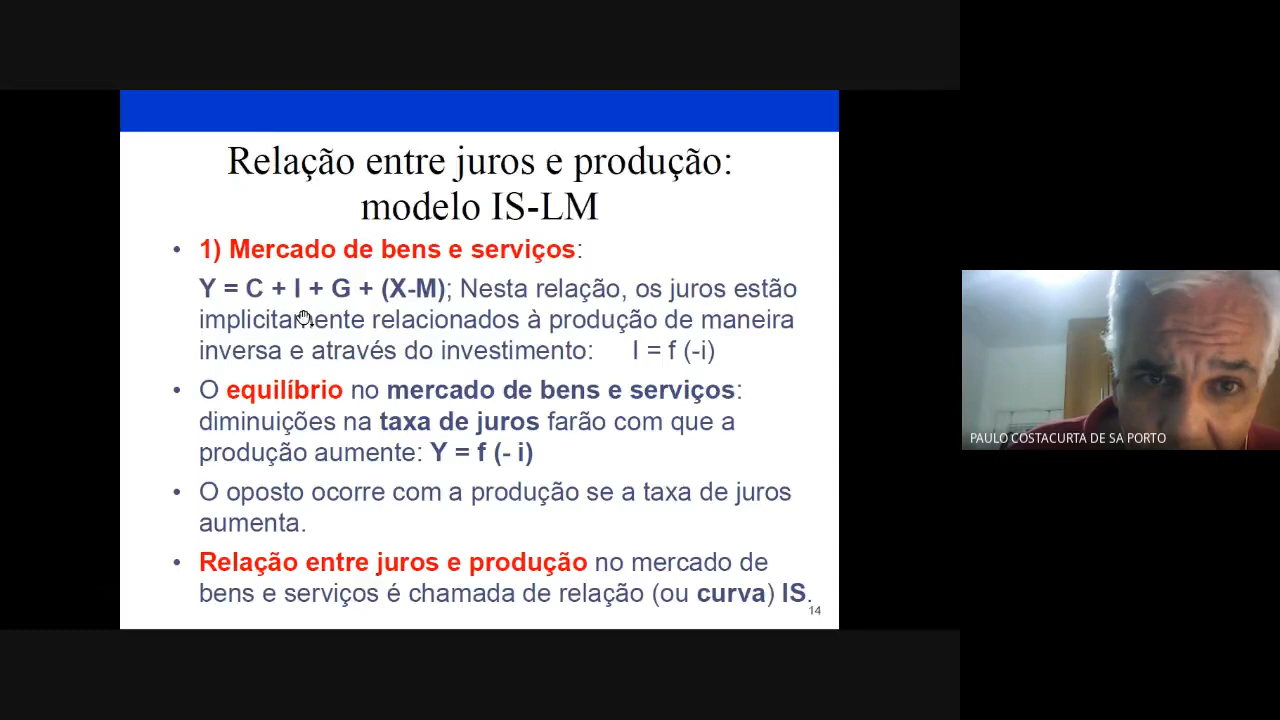 Relação entre juros e produção:
modelo IS-LM
• 1) Mercado de bens e serviços:
Y = C + I + G + (X-M); Nesta relação, os juros estão
implicitamente relacionados à produção de maneira
inversa e através do investimento: I = f (-i)
• O equilíbrio no mercado de bens e serviços:
diminuições na taxa de juros farão com que a
produção aumente: Y = f (- i)
• O oposto ocorre com a produção se a taxa de juros
aumenta.
• Relação entre juros e produção no mercado de
bens e serviços é chamada de relação (ou curva) IS.
14
PAULO COSTACURTA DE SA PORTO